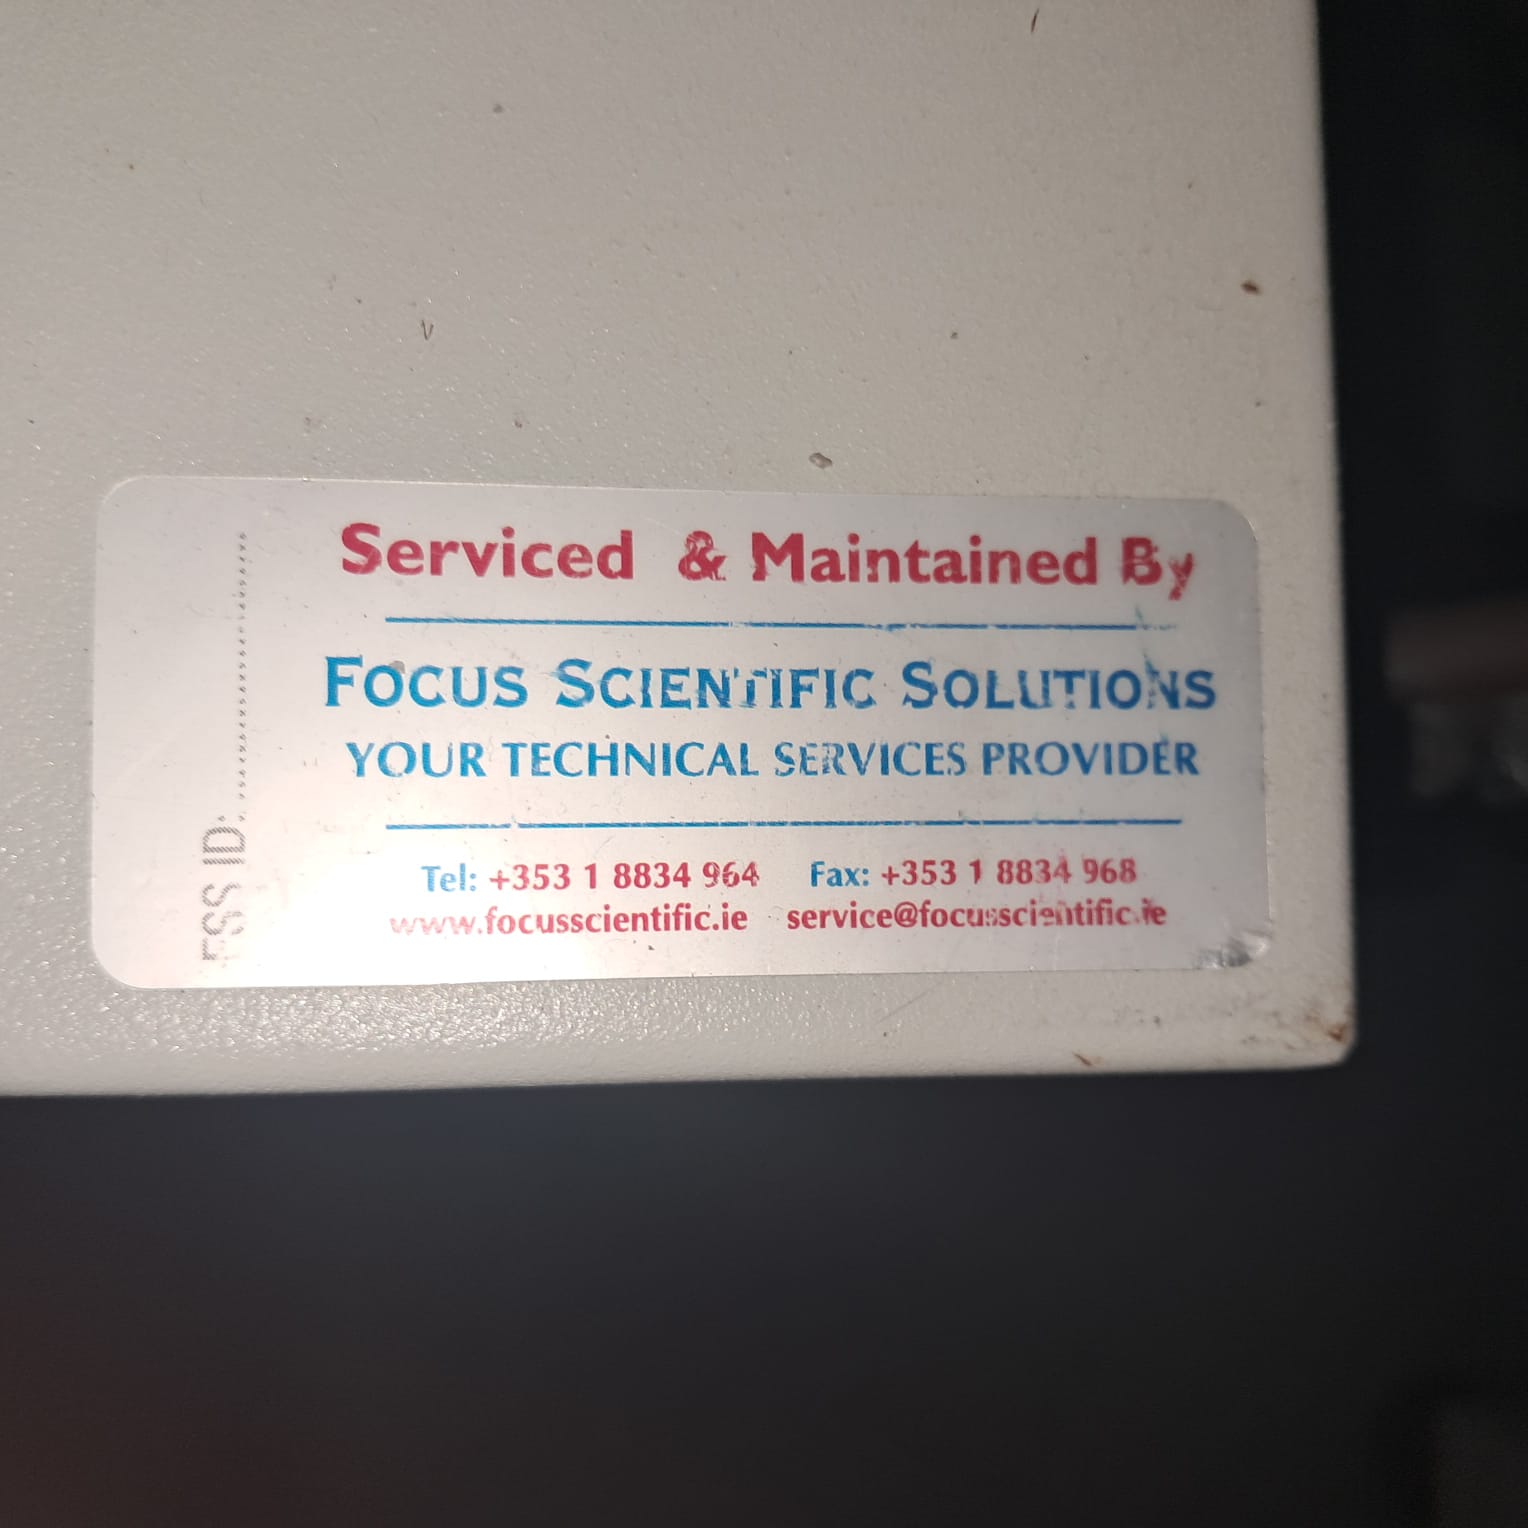 Serviced & Maintained By
FOCUS SCIENTIFIC SOLUTIONS
YOUR TECHNICAL SERVICES PROVIDER
Tel: +353 1 8834 964 Fax: +353 1 8834 968
www.focusscientific.ie service@focusscientific.ie
FSS ID: